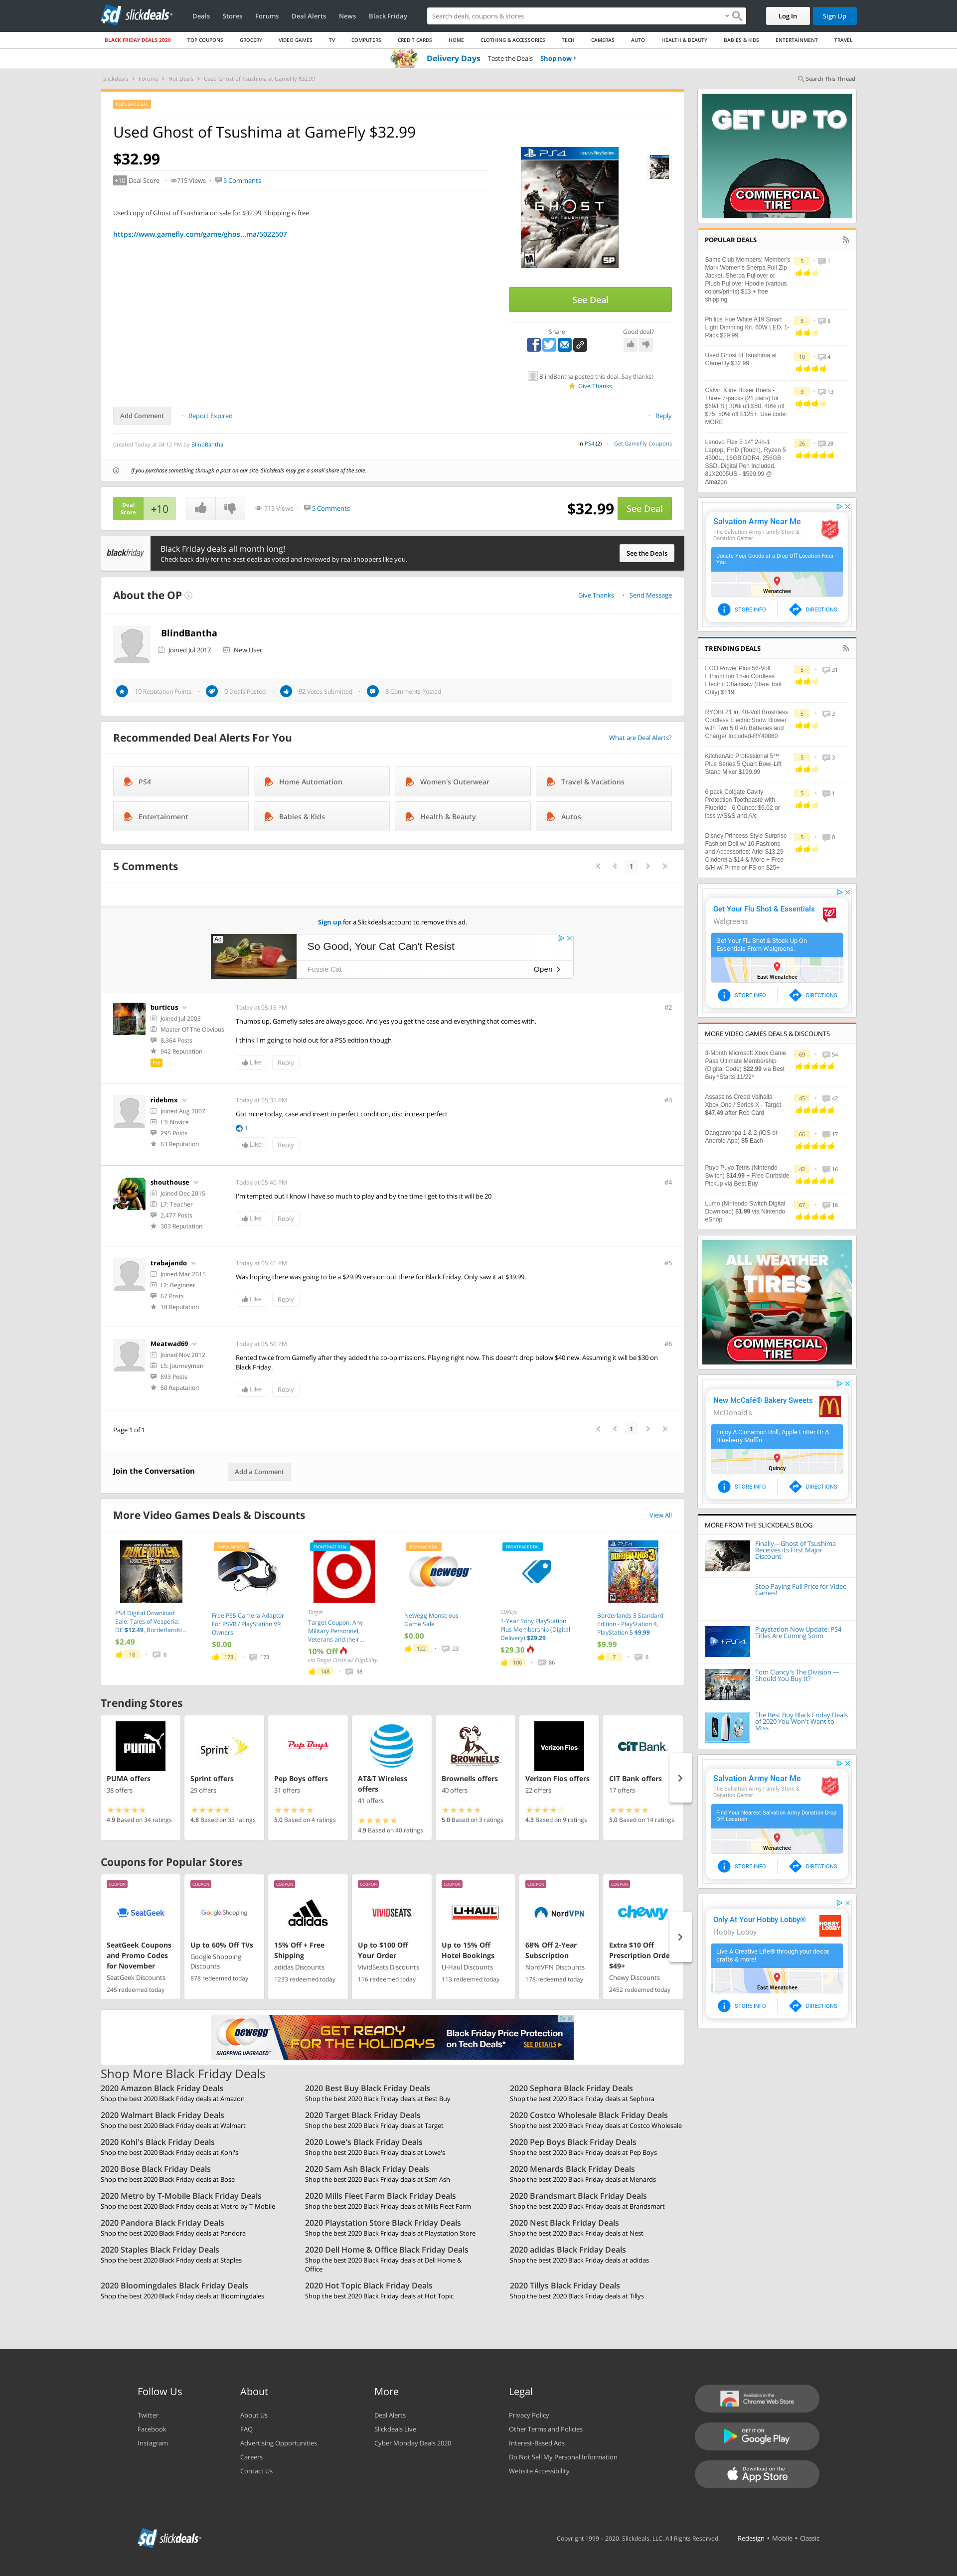 slickdeals
Deals Stores Forums Deal Alerts News Black Friday
Search deals, coupons & stores
Log In Sign Up
BLACK FRIDAY DEALS 2020 TOP COUPONS GROCERY VIDEO GAMES TV COMPUTERS CREDIT CARDS HOME CLOTHING & ACCESSORIES TECH CAMERAS AUTO HEALTH & BEAUTY BABIES & KIDS ENTERTAINMENT TRAVEL
Delivery Days Taste the Deals Shop now
Slickdeals Forums Hot Deals Used Ghost of Tsushima at GameFly $32.99
Search This Thread
POPULAR DEAL
Used Ghost of Tsushima at GameFly $32.99
$32.99
+10 Deal Score 715 Views 5 Comments
Used copy of Ghost of Tsushima on sale for $32.99. Shipping is free.
https://www.gamefly.com/game/ghos...ma/5022507
PS4
GHOST
OF TSUSHIMA
See Deal
Share Good deal?
BlindBantha posted this deal. Say thanks!
Give Thanks
Add Comment Report Expired Reply
Created Today at 04:12 PM by BlindBantha
in PS4 (2) Get GameFly Coupons
If you purchase something through a post on our site, Slickdeals may get a small share of the sale.
Deal Score +10
715 Views 5 Comments
$32.99 See Deal
blackfriday
Black Friday deals all month long!
Check back daily for the best deals as voted and reviewed by real shoppers like you.
See the Deals
About the OP
Give Thanks Send Message
BlindBantha
Joined Jul 2017 New User
10 Reputation Points 0 Deals Posted 92 Votes Submitted 8 Comments Posted
Recommended Deal Alerts For You
What are Deal Alerts?
PS4 Home Automation Women's Outerwear Travel & Vacations
Entertainment Babies & Kids Health & Beauty Autos
5 Comments
1
Sign up for a Slickdeals account to remove this ad.
Ad
So Good, Your Cat Can't Resist
Fussie Cat
Open
burticus
Joined Jul 2003
Master Of The Obvious
8,364 Posts
942 Reputation
Pro
Today at 05:15 PM
#2
Thumbs up, Gamefly sales are always good. And yes you get the case and everything that comes with.
I think I'm going to hold out for a PS5 edition though
Like Reply
ridebmx
Joined Aug 2007
L3: Novice
295 Posts
63 Reputation
Today at 05:35 PM
#3
Got mine today, case and insert in perfect condition, disc in near perfect
1
Like Reply
shouthouse
Joined Dec 2015
L7: Teacher
2,477 Posts
303 Reputation
Today at 05:40 PM
#4
I'm tempted but I know I have so much to play and by the time I get to this it will be 20
Like Reply
trabajando
Joined Mar 2015
L2: Beginner
67 Posts
18 Reputation
Today at 05:41 PM
#5
Was hoping there was going to be a $29.99 version out there for Black Friday. Only saw it at $39.99.
Like Reply
Meatwad69
Joined Nov 2012
L5: Journeyman
593 Posts
50 Reputation
Today at 05:50 PM
#6
Rented twice from Gamefly after they added the co-op missions. Playing right now. This doesn't drop below $40 new. Assuming it will be $30 on
Black Friday.
Like Reply
Page 1 of 1
1
Join the Conversation Add a Comment
More Video Games Deals & Discounts
View All
PS4 Digital Download
Sale: Tales of Vesperia:
DE $12.49, Borderlands:...
$2.49
18 6
POPULAR DEAL
Free PS5 Camera Adaptor
For PSVR / PlayStation VR
Owners
$0.00
173 173
FRONTPAGE DEAL
Target
Target Coupon: Any
Military Personnel,
Veterans and their...
10% Off
via Target Circle w/ Eligibility
148 98
POPULAR DEAL
newegg
Newegg Monstrous
Game Sale
$0.00
122 23
FRONTPAGE DEAL
CDKeys
1-Year Sony PlayStation
Plus Membership (Digital
Delivery) $29.29
$29.30
106 86
Borderlands 3 Standard
Edition - PlayStation 4,
PlayStation 5 $9.99
$9.99
7 6
Trending Stores
PUMA
PUMA offers
38 offers
4.9 Based on 34 ratings
Sprint
Sprint offers
29 offers
4.8 Based on 33 ratings
Pep Boys
Pep Boys offers
31 offers
5.0 Based on 4 ratings
AT&T
AT&T Wireless
offers
41 offers
4.9 Based on 40 ratings
BROWNELLS
Brownells offers
40 offers
5.0 Based on 3 ratings
Verizon Fios
Verizon Fios offers
22 offers
4.3 Based on 9 ratings
CIT Bank
CIT Bank offers
17 offers
5.0 Based on 14 ratings
Coupons for Popular Stores
COUPON
SeatGeek
SeatGeek Coupons
and Promo Codes
for November
SeatGeek Discounts
245 redeemed today
COUPON
Google Shopping
Up to 60% Off TVs
Google Shopping
Discounts
878 redeemed today
COUPON
adidas
15% Off + Free
Shipping
adidas Discounts
1233 redeemed today
COUPON
VIVIDSEATS.
Up to $100 Off
Your Order
VividSeats Discounts
116 redeemed today
COUPON
U-HAUL
Up to 15% Off
Hotel Bookings
U-Haul Discounts
113 redeemed today
COUPON
NordVPN
68% Off 2-Year
Subscription
NordVPN Discounts
178 redeemed today
COUPON
chewy
Extra $10 Off
Prescription Orde
$49+
Chewy Discounts
2452 redeemed today
newegg
SHOPPING UPGRADED
GET READY
FOR THE HOLIDAYS
Black Friday Price Protection
on Tech Deals*
SEE DETAILS
Shop More Black Friday Deals
2020 Amazon Black Friday Deals
Shop the best 2020 Black Friday deals at Amazon
2020 Best Buy Black Friday Deals
Shop the best 2020 Black Friday deals at Best Buy
2020 Sephora Black Friday Deals
Shop the best 2020 Black Friday deals at Sephora
2020 Walmart Black Friday Deals
Shop the best 2020 Black Friday deals at Walmart
2020 Target Black Friday Deals
Shop the best 2020 Black Friday deals at Target
2020 Costco Wholesale Black Friday Deals
Shop the best 2020 Black Friday deals at Costco Wholesale
2020 Kohl's Black Friday Deals
Shop the best 2020 Black Friday deals at Kohl's
2020 Lowe's Black Friday Deals
Shop the best 2020 Black Friday deals at Lowe's
2020 Pep Boys Black Friday Deals
Shop the best 2020 Black Friday deals at Pep Boys
2020 Bose Black Friday Deals
Shop the best 2020 Black Friday deals at Bose
2020 Sam Ash Black Friday Deals
Shop the best 2020 Black Friday deals at Sam Ash
2020 Menards Black Friday Deals
Shop the best 2020 Black Friday deals at Menards
2020 Metro by T-Mobile Black Friday Deals
Shop the best 2020 Black Friday deals at Metro by T-Mobile
2020 Mills Fleet Farm Black Friday Deals
Shop the best 2020 Black Friday deals at Mills Fleet Farm
2020 Brandsmart Black Friday Deals
Shop the best 2020 Black Friday deals at Brandsmart
2020 Pandora Black Friday Deals
Shop the best 2020 Black Friday deals at Pandora
2020 Playstation Store Black Friday Deals
Shop the best 2020 Black Friday deals at Playstation Store
2020 Nest Black Friday Deals
Shop the best 2020 Black Friday deals at Nest
2020 Staples Black Friday Deals
Shop the best 2020 Black Friday deals at Staples
2020 Dell Home & Office Black Friday Deals
Shop the best 2020 Black Friday deals at Dell Home &
Office
2020 adidas Black Friday Deals
Shop the best 2020 Black Friday deals at adidas
2020 Bloomingdales Black Friday Deals
Shop the best 2020 Black Friday deals at Bloomingdales
2020 Hot Topic Black Friday Deals
Shop the best 2020 Black Friday deals at Hot Topic
2020 Tillys Black Friday Deals
Shop the best 2020 Black Friday deals at Tillys
GET UP TO
COMMERCIAL
TIRE
POPULAR DEALS
Sams Club Members: Member's
Mark Women's Sherpa Full Zip
Jacket, Sherpa Pullover or
Plush Pullover Hoodie (various
colors/prints) $13 + free
shipping
5 1
Philips Hue White A19 Smart
Light Dimming Kit, 60W LED, 1-
Pack $29.99
5 8
Used Ghost of Tsushima at
GameFly $32.99
10 4
Calvin Kline Boxer Briefs -
Three 7-packs (21 pairs) for
$69/FS | 30% off $50, 40% off
$75, 50% off $125+. Use code:
MORE
9 13
Lenovo Flex 5 14" 2-in-1
Laptop, FHD (Touch), Ryzen 5
4500U, 16GB DDR4, 256GB
SSD, Digital Pen Included,
81X2005US - $599.99 @
Amazon
26 28
Salvation Army Near Me
The Salvation Army Family Store &
Donation Center
Donate Your Goods at a Drop Off Location Near
You
Wenatchee
STORE INFO DIRECTIONS
TRENDING DEALS
EGO Power Plus 56-Volt
Lithium Ion 18-in Cordless
Electric Chainsaw (Bare Tool
Only) $219
5 31
RYOBI 21 in. 40-Volt Brushless
Cordless Electric Snow Blower
with Two 5.0 Ah Batteries and
Charger Included-RY40860
5 3
KitchenAid Professional 5™
Plus Series 5 Quart Bowl-Lift
Stand Mixer $199.99
5 3
6 pack Colgate Cavity
Protection Toothpaste with
Fluoride - 6 Ounce: $6.02 or
less w/S&S and A/c
5 1
Disney Princess Style Surprise
Fashion Doll w/ 10 Fashions
and Accessories: Ariel $13.29
Cinderella $14 & More + Free
S/H w/ Prime or FS on $25+
5 0
Get Your Flu Shot & Essentials
Walgreens
Get Your Flu Shot & Stock Up On
Essentials From Walgreens.
East Wenatchee
STORE INFO DIRECTIONS
MORE VIDEO GAMES DEALS & DISCOUNTS
3-Month Microsoft Xbox Game
Pass Ultimate Membership
(Digital Code) $22.99 via Best
Buy *Starts 11/22*
69 54
Assassins Creed Valhalla -
Xbox One / Series X - Target -
$47.49 after Red Card
45 42
Danganronpa 1 & 2 (iOS or
Android App) $5 Each
66 17
Puyo Puyo Tetris (Nintendo
Switch) $14.99 + Free Curbside
Pickup via Best Buy
42 16
Lumo (Nintendo Switch Digital
Download) $1.99 via Nintendo
eShop
67 18
ALL WEATHER
TIRES
COMMERCIAL
TIRE
New McCafé® Bakery Sweets
McDonald's
Enjoy A Cinnamon Roll, Apple Fritter Or A
Blueberry Muffin.
Quincy
STORE INFO DIRECTIONS
MORE FROM THE SLICKDEALS BLOG
Finally—Ghost of Tsushima
Receives its First Major
Discount
Stop Paying Full Price for Video
Games!
Playstation Now Update: PS4
Titles Are Coming Soon
Tom Clancy's The Division —
Should You Buy It?
The Best Buy Black Friday Deals
of 2020 You Won't Want to
Miss
Salvation Army Near Me
The Salvation Army Family Store &
Donation Center
Find Your Nearest Salvation Army Donation Drop
Off Location
Wenatchee
STORE INFO DIRECTIONS
Only At Your Hobby Lobby®
Hobby Lobby
HOBBY LOBBY
Live A Creative Life® through your decor,
crafts & more!
East Wenatchee
STORE INFO DIRECTIONS
Follow Us
Twitter
Facebook
Instagram
About
About Us
FAQ
Advertising Opportunities
Careers
Contact Us
More
Deal Alerts
Slickdeals Live
Cyber Monday Deals 2020
Legal
Privacy Policy
Other Terms and Policies
Interest-Based Ads
Do Not Sell My Personal Information
Website Accessibility
Available in the
Chrome Web Store
GET IT ON
Google Play
Download on the
App Store
slickdeals
Copyright 1999 – 2020. Slickdeals, LLC. All Rights Reserved. Redesign • Mobile • Classic